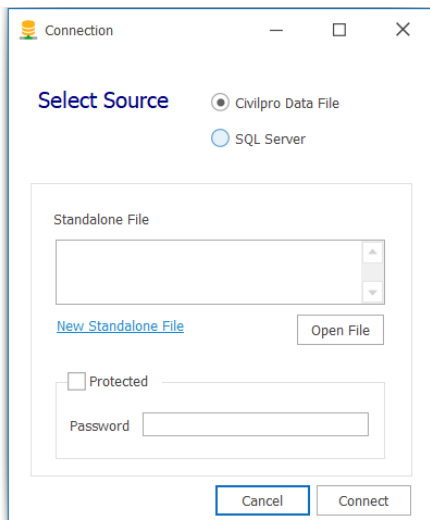 Connection
Select Source
Civilpro Data File
SQL Server
Standalone File
New Standalone File
Open File
Protected
Password
Cancel
Connect